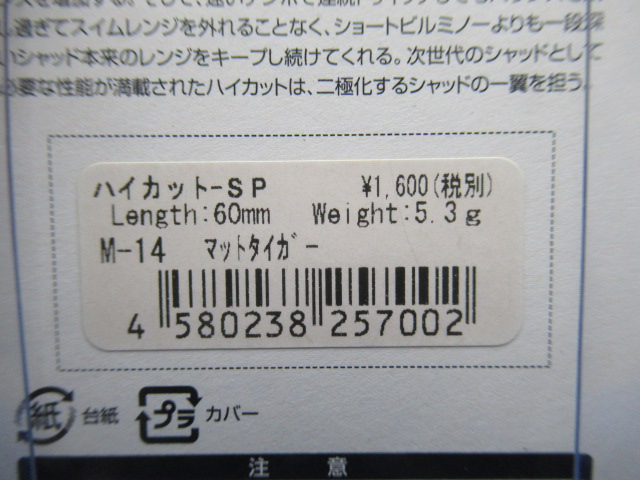 過ぎてスイムレンジを外れることなく、ショートビルミノーよりも一段深
いシャッド本来のレンジをキープし続けてくれる。次世代のシャッドとして
必要な性能が満載されたハイカットは、二極化するシャッドの一翼を担う。
ハイカット-SP ¥1,600(税別)
Length:60mm Weight:5.3g
M-14 マットタイガー
4 580238 257002
紙 台紙 プラ カバー
注意